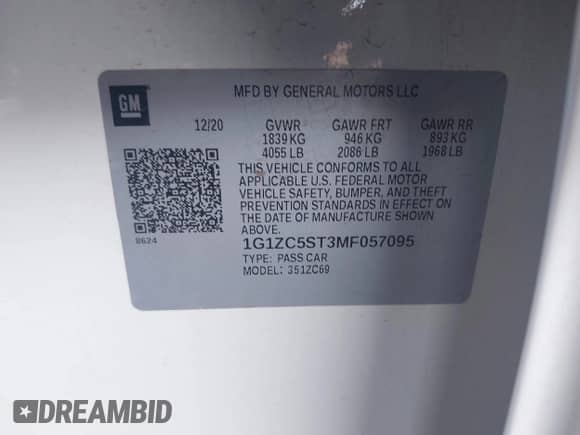 GM
MFD BY GENERAL MOTORS LLC
12/20 GVWR GAWR FRT GAWR RR
1839 KG 946 KG 893 KG
4055 LB 2086 LB 1968 LB
THIS VEHICLE CONFORMS TO ALL
APPLICABLE U.S. FEDERAL MOTOR
VEHICLE SAFETY, BUMPER, AND THEFT
PREVENTION STANDARDS IN EFFECT ON
THE DATE OF MANUFACTURE SHOWN
ABOVE.
8624
1G1ZC5ST3MF057095
TYPE: PASS CAR
MODEL: 351ZC69
DREAMBID